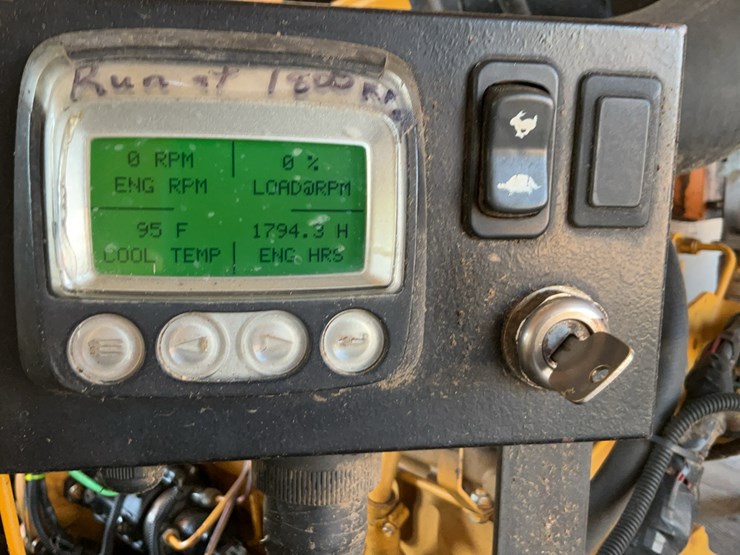 Run at 1800 RPM
0 RPM 0 %
ENG RPM LOAD@RPM
95 F 1794.3 H
COOL TEMP ENG HRS